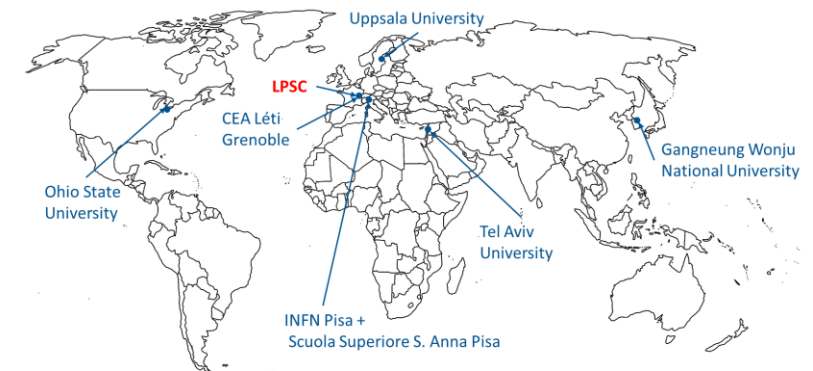 Uppsala University
LPSC
CEA Léti
Grenoble
Gangneung Wonju
National University
Ohio State
University
Tel Aviv
University
INFN Pisa +
Scuola Superiore S. Anna Pisa